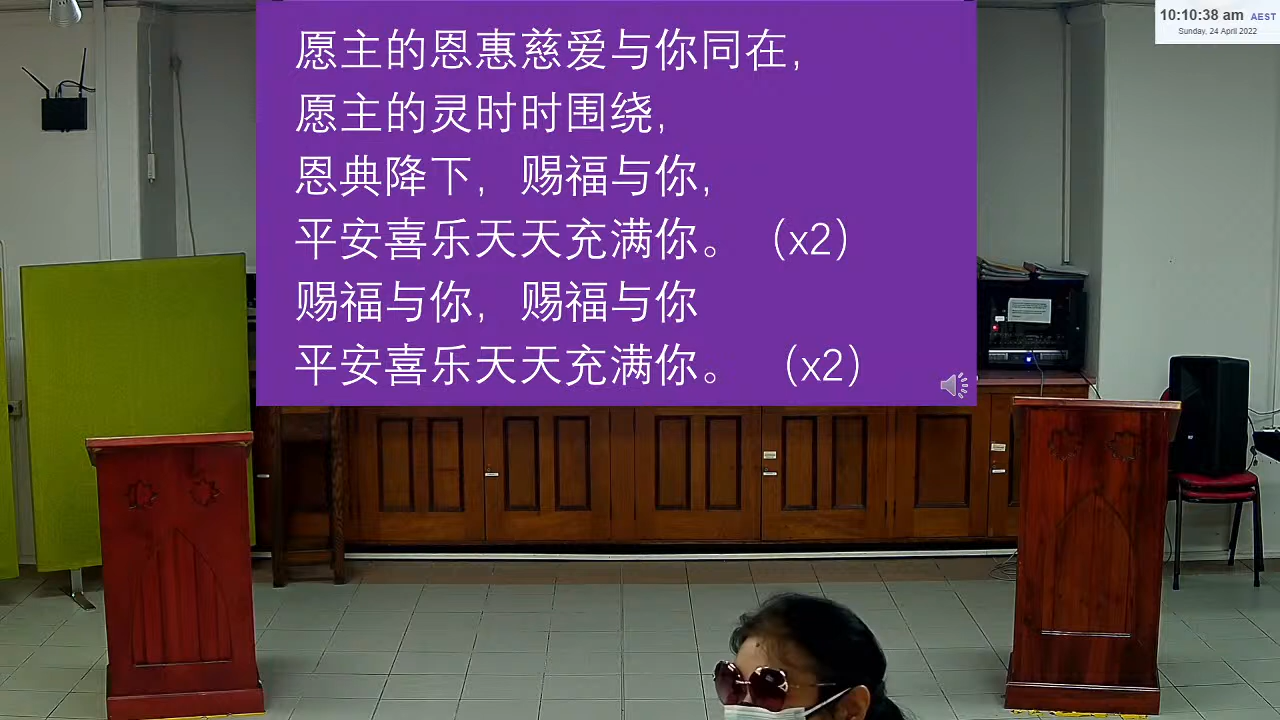 愿主的恩惠慈爱与你同在，
愿主的灵时时围绕，
恩典降下，赐福与你，
平安喜乐天天充满你。（x2）
赐福与你，赐福与你
平安喜乐天天充满你。（x2）
10:10:38 am AEST
Sunday, 24 April 2022